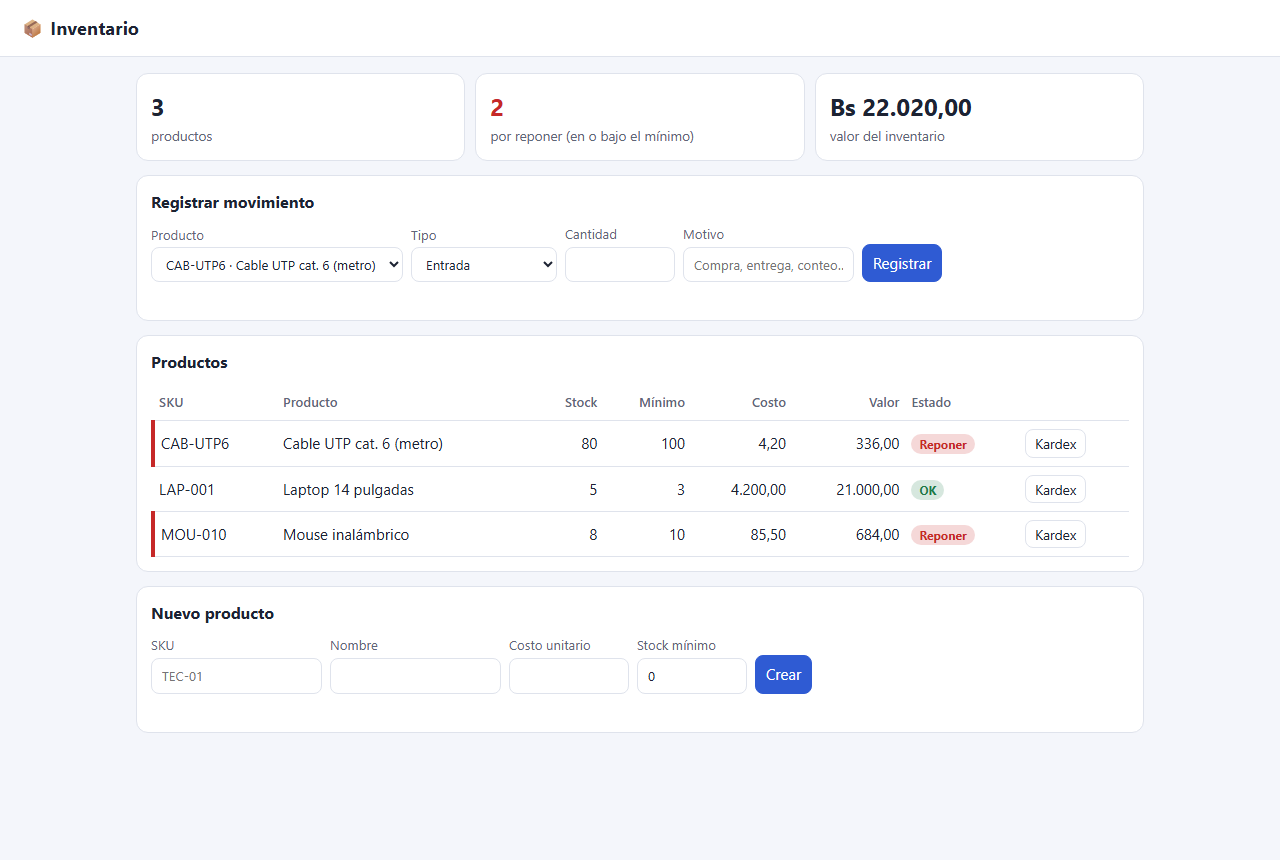 Inventario
3
productos
2
por reponer (en o bajo el mínimo)
Bs 22.020,00
valor del inventario
Registrar movimiento
Producto Tipo Cantidad Motivo
CAB-UTP6 · Cable UTP cat. 6 (metro) Entrada Compra, entrega, conteo.. Registrar
Productos
SKU Producto Stock Mínimo Costo Valor Estado
CAB-UTP6 Cable UTP cat. 6 (metro) 80 100 4,20 336,00 Reponer Kardex
LAP-001 Laptop 14 pulgadas 5 3 4.200,00 21.000,00 OK Kardex
MOU-010 Mouse inalámbrico 8 10 85,50 684,00 Reponer Kardex
Nuevo producto
SKU Nombre Costo unitario Stock mínimo
TEC-01 0 Crear